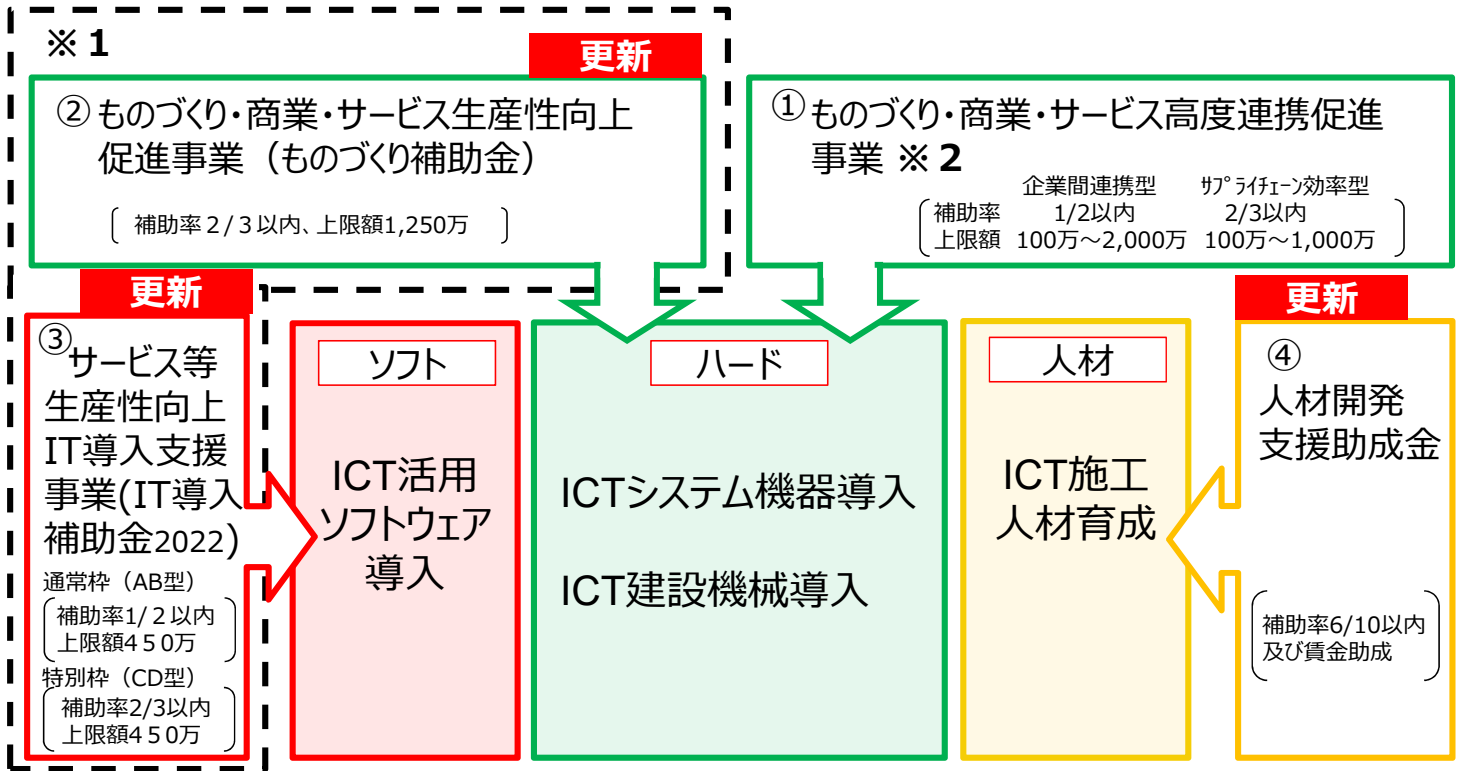 ※1
更新
②ものづくり・商業・サービス生産性向上
促進事業（ものづくり補助金）
補助率２/３以内、上限額1,250万
①ものづくり・商業・サービス高度連携促進
事業 ※2
企業間連携型 ｻﾌﾟﾗｲﾁｪｰﾝ効率型
補助率 1/2以内 2/3以内
上限額 100万～2,000万 100万～1,000万
更新
③サービス等
生産性向上
IT導入支援
事業(IT導入
補助金2022)
通常枠（AB型）
補助率1/２以内
上限額４５０万
特別枠（CD型）
補助率2/3以内
上限額４５０万
ソフト
ICT活用
ソフトウェア
導入
ハード
ICTシステム機器導入
ICT建設機械導入
人材
ICT施工
人材育成
更新
④
人材開発
支援助成金
補助率6/10以内
及び賃金助成